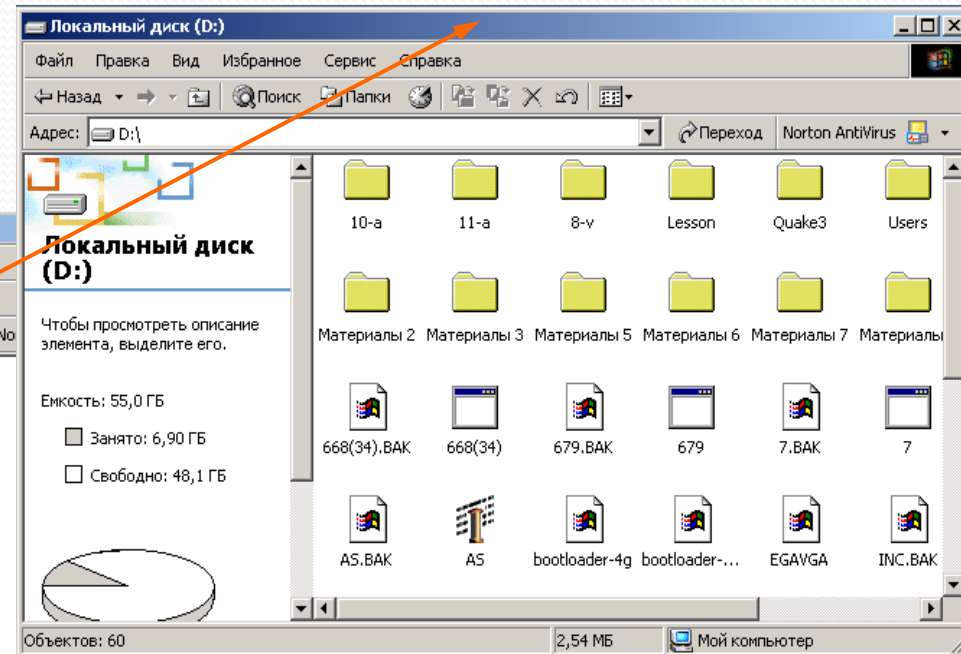 Локальный диск (D:)
Файл Правка Вид Избранное Сервис Справка
Назад Поиск Папки
Адрес: D:\ Переход Norton AntiVirus
Локальный диск
(D:)
Чтобы просмотреть описание
элемента, выделите его.
Емкость: 55,0 ГБ
Занято: 6,90 ГБ
Свободно: 48,1 ГБ
10-a 11-a 8-v Lesson Quake3 Users
Материалы 2 Материалы 3 Материалы 5 Материалы 6 Материалы 7 Материалы
668(34).BAK 668(34) 679.BAK 679 7.BAK 7
AS.BAK AS bootloader-4g bootloader-... EGAVGA INC.BAK
Объектов: 60 2,54 МБ Мой компьютер